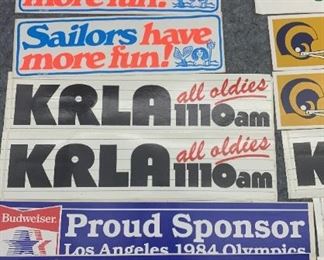 more fun!
Sailors have
more fun!
KRLA all oldies
1110am
KRLA all oldies
1110am
Budweiser. Proud Sponsor
Los Angeles 1984 Olympics